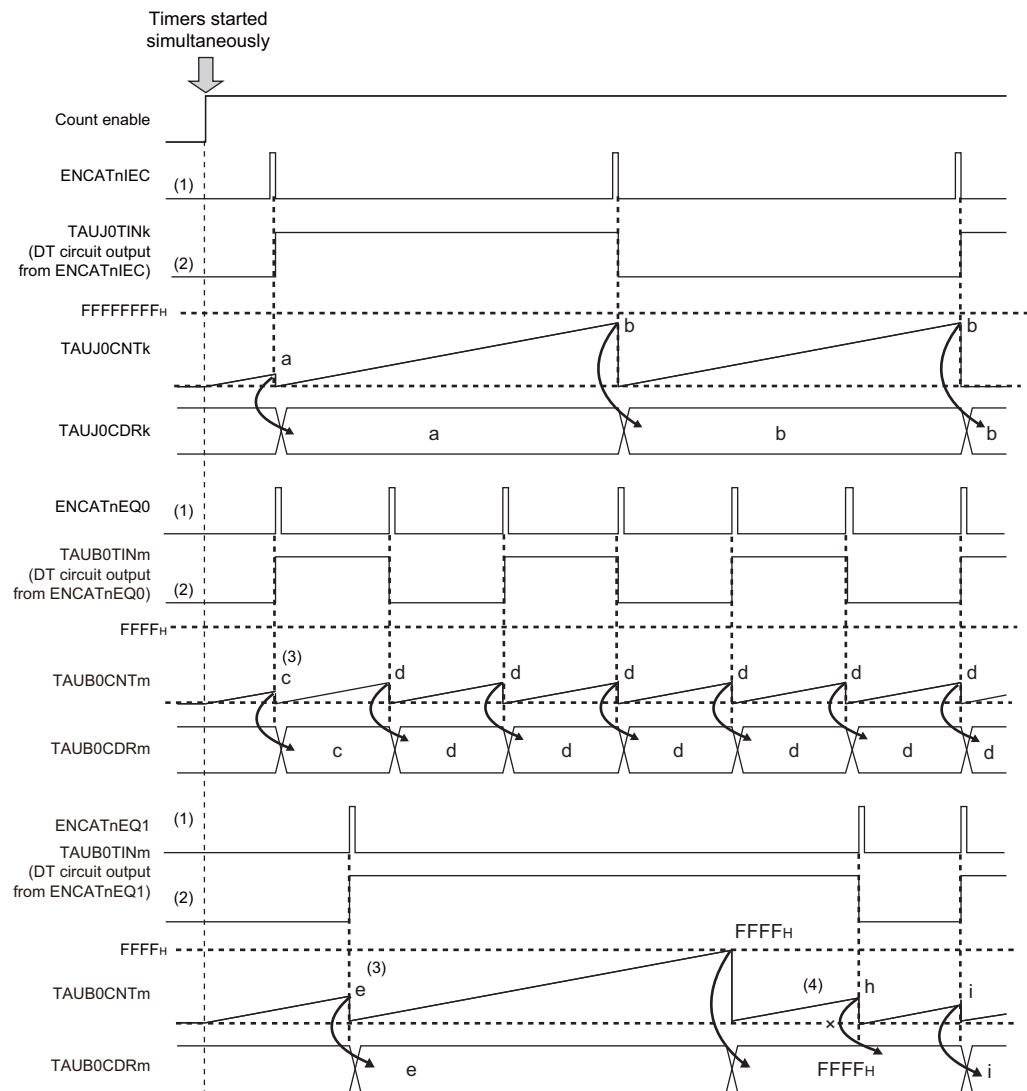 Timers started
simultaneously
Count enable
ENCATnIEC
(1)
TAUJ0TINk
(DT circuit output
from ENCATnIEC)
(2)
FFFFFFFFH
TAUJ0CNTk
a
b
b
TAUJ0CDRk
a
b
b
ENCATnEQ0
(1)
TAUB0TINm
(DT circuit output
from ENCATnEQ0)
(2)
FFFFH
(3)
TAUB0CNTm
c
d
d
d
d
d
d
TAUB0CDRm
c
d
d
d
d
d
d
ENCATnEQ1
(1)
TAUB0TINm
(DT circuit output
from ENCATnEQ1)
(2)
FFFFH
FFFFH
(3)
TAUB0CNTm
e
(4)
h
i
×
TAUB0CDRm
e
FFFFH
i